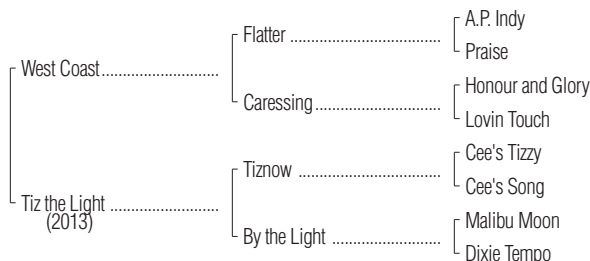 A.P. Indy
Flatter
Praise
West Coast
Honour and Glory
Caressing
Lovin Touch
Cee's Tizzy
Tiznow
Cee's Song
Tiz the Light
(2013)
Malibu Moon
By the Light
Dixie Tempo